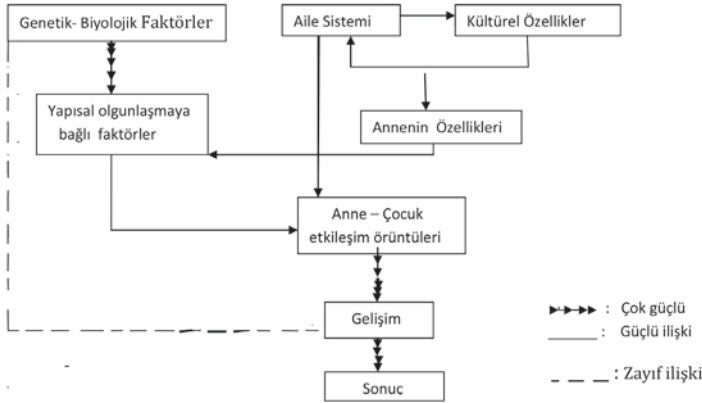 Genetik- Biyolojik Faktörler
Aile Sistemi
Kültürel Özellikler
Yapısal olgunlaşmaya
bağlı faktörler
Annenin Özellikleri
Anne – Çocuk
etkileşim örüntüleri
Gelişim
Sonuç
: Çok güçlü
: Güçlü ilişki
: Zayıf ilişki